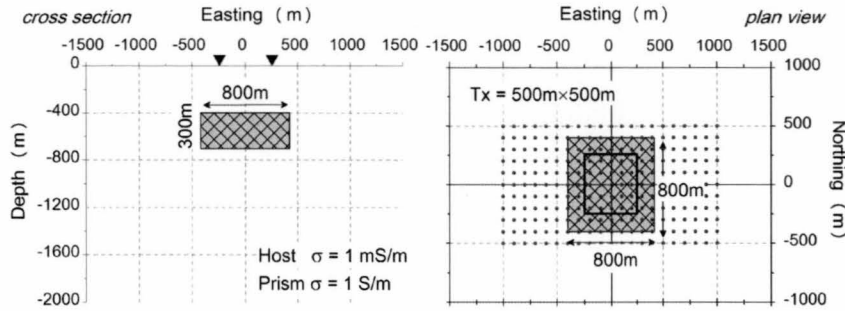 cross section
Easting (m)
-1500 -1000 -500 0 500 1000 1500
0
-400
-800
-1200
-1600
-2000
Depth (m)
800m
300m
Host σ = 1 mS/m
Prism σ = 1 S/m
Easting (m)
plan view
-1500 -1000 -500 0 500 1000 1500
1000
500
0
-500
-1000
Northing (m)
Tx = 500m×500m
800m
800m